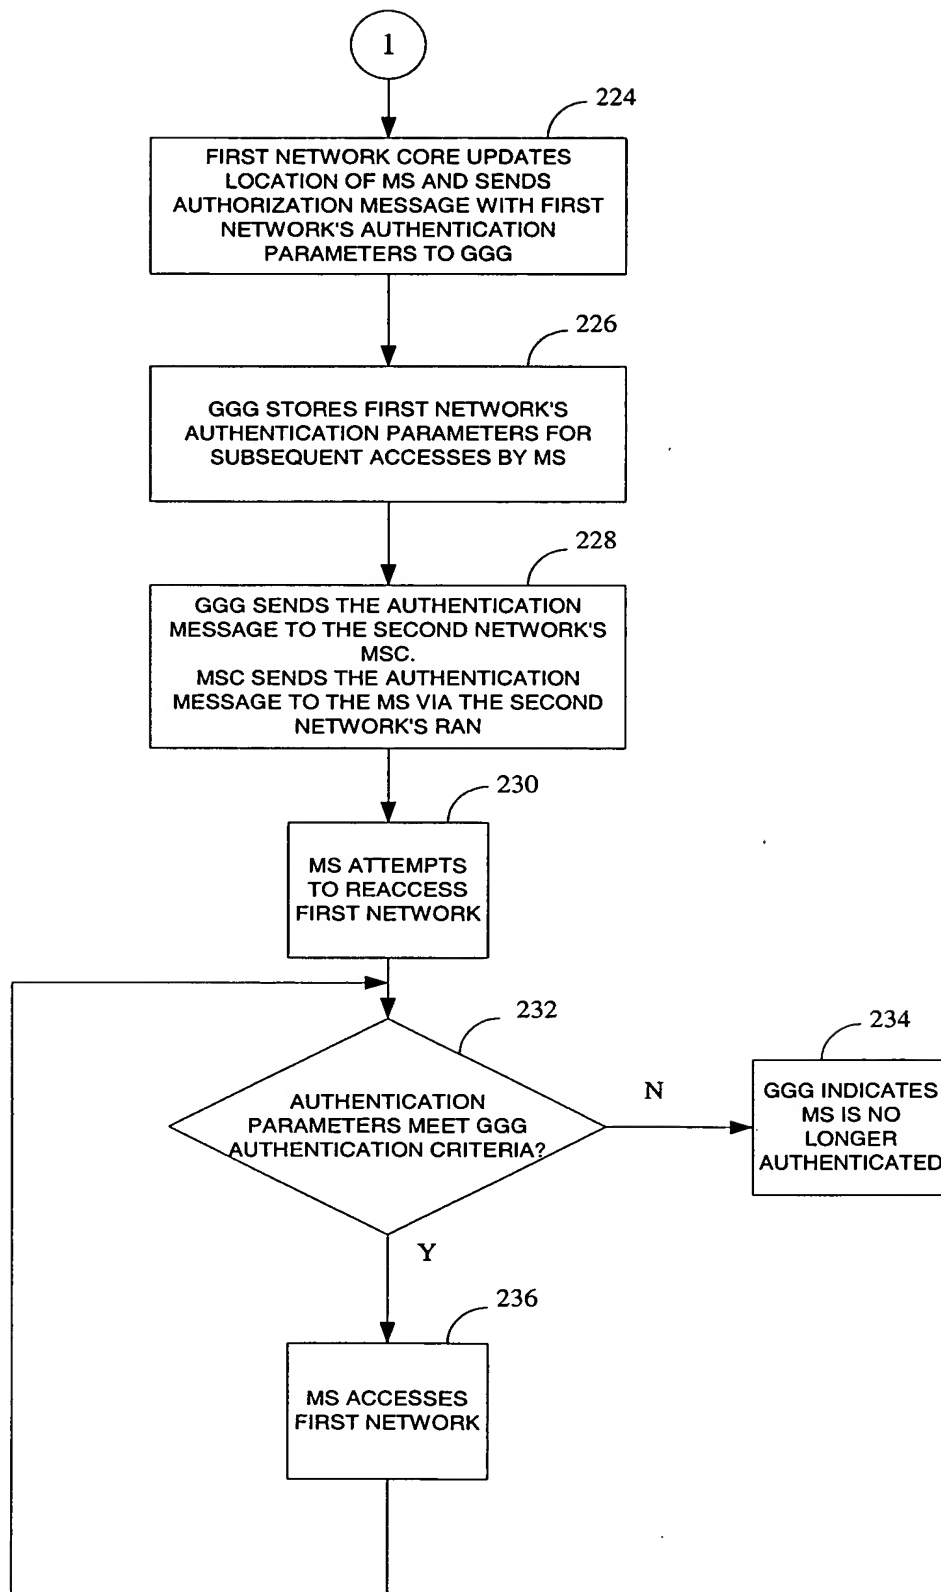 1
224
FIRST NETWORK CORE UPDATES
LOCATION OF MS AND SENDS
AUTHORIZATION MESSAGE WITH FIRST
NETWORK'S AUTHENTICATION
PARAMETERS TO GGG
226
GGG STORES FIRST NETWORK'S
AUTHENTICATION PARAMETERS FOR
SUBSEQUENT ACCESSES BY MS
228
GGG SENDS THE AUTHENTICATION
MESSAGE TO THE SECOND NETWORK'S
MSC.
MSC SENDS THE AUTHENTICATION
MESSAGE TO THE MS VIA THE SECOND
NETWORK'S RAN
230
MS ATTEMPTS
TO REACCESS
FIRST NETWORK
232
AUTHENTICATION
PARAMETERS MEET GGG
AUTHENTICATION CRITERIA?
N
234
GGG INDICATES
MS IS NO
LONGER
AUTHENTICATED
Y
236
MS ACCESSES
FIRST NETWORK